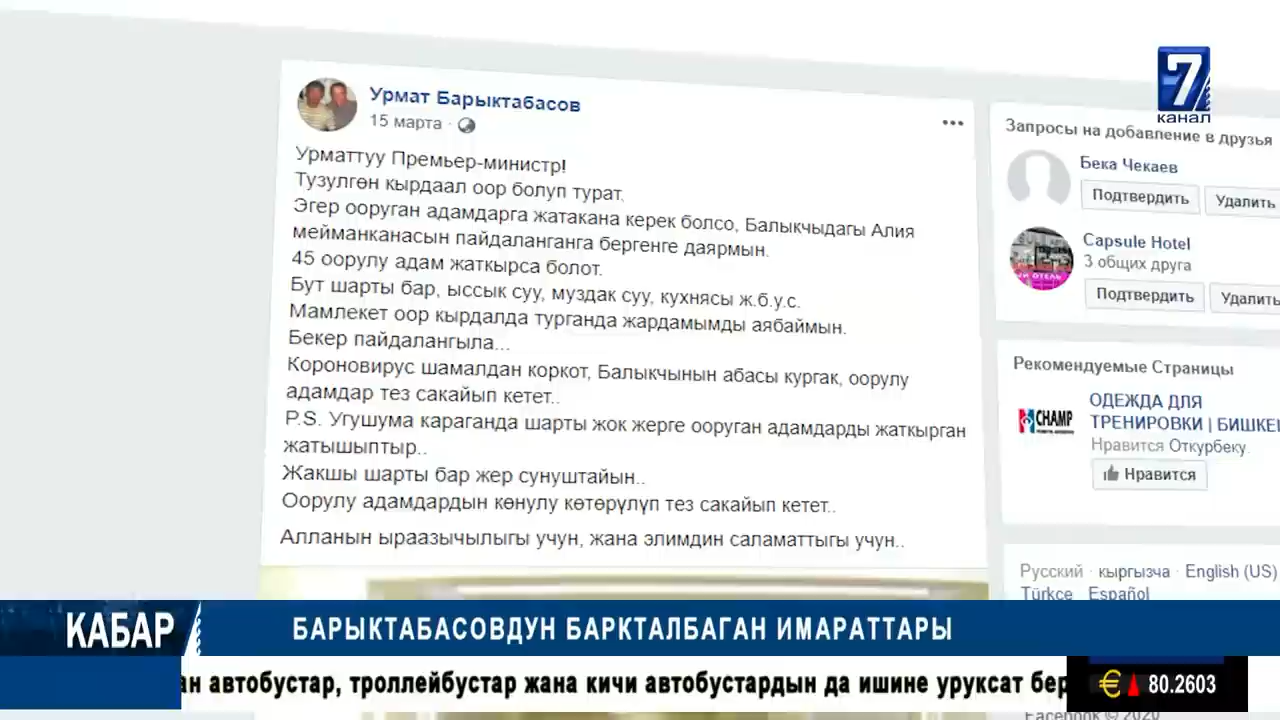 7
КАНАЛ
Урмат Барыктабасов
15 марта
Урматтуу Премьер-министр!
Тузулгөн кырдаал оор болуп турат,
Эгер ооруган адамдарга жатакана керек болсо, Балыкчыдагы Алия
мейманканасын пайдаланганга бергенге даярмын.
45 оорулу адам жаткырса болот.
Бут шарты бар, ыссык суу, муздак суу, кухнясы ж.б.у.с.
Мамлекет оор кырдалда турганда жардамымды аябаймын.
Бекер пайдалангыла...
Короновирус шамалдан коркот, Балыкчынын абасы кургак, оорулу
адамдар тез сакайып кетет..
P.S. Угушума караганда шарты жок жерге ооруган адамдарды жаткырган
жатышыптыр..
Жакшы шарты бар жер сунуштайын..
Оорулу адамдардын көнулу көтөрүлүп тез сакайып кетет..
Алланын ыраазычылыгы учун, жана элимдин саламаттыгы учун..
Запросы на добавление в друзья
Бека Чекаев
Подтвердить Удалить
Capsule Hotel
3 общих друга
Подтвердить Удалить
Рекомендуемые Страницы
CHAMP
ОДЕЖДА ДЛЯ
ТРЕНИРОВКИ | БИШКЕ
Нравится Откурбеку
Нравится
Русский · кыргызча · English (US)
Türkçe Español
КАБАР
БАРЫКТАБАСОВДУН БАРКТАЛБАГАН ИМАРАТТАРЫ
ан автобустар, троллейбустар жана кичи автобустардын да ишине уруксат бер
€ 80.2603
Facebook © 2020